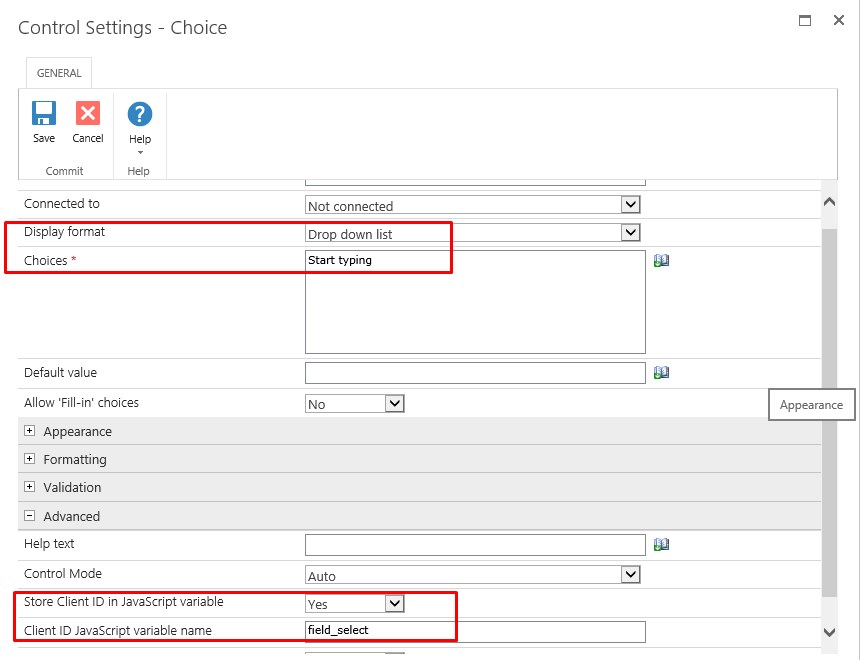 Control Settings - Choice
GENERAL
Save
Cancel
Help
Commit
Help
Connected to
Not connected
Display format
Drop down list
Choices *
Start typing
Default value
Allow 'Fill-in' choices
No
Appearance
Appearance
Formatting
Validation
Advanced
Help text
Control Mode
Auto
Store Client ID in JavaScript variable
Yes
Client ID JavaScript variable name
field_select